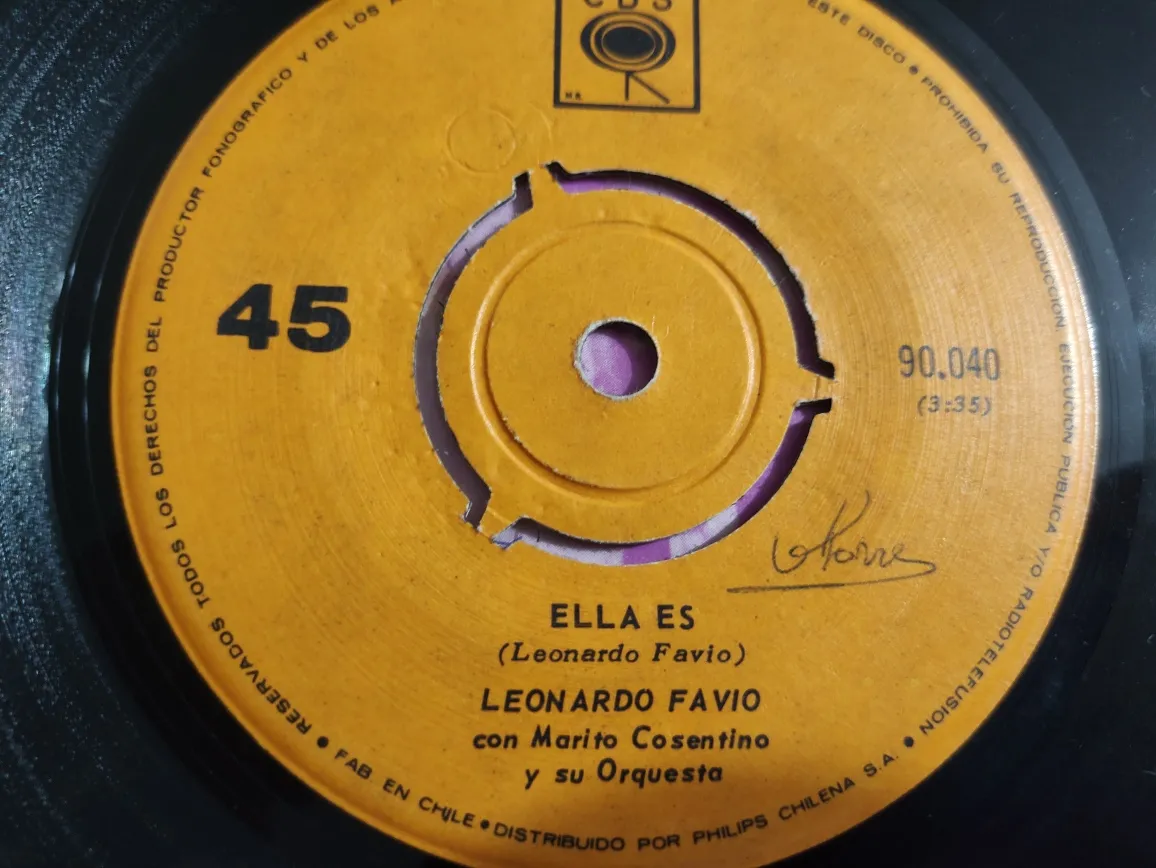 CBS
MR
45
90.040
(3:35)
ELLA ES
(Leonardo Favio)
LEONARDO FAVIO
con Marito Cosentino
y su Orquesta
RESERVADOS TODOS LOS DERECHOS DEL PRODUCTOR FONOGRAFICO Y DE LOS
ESTE DISCO • PROHIBIDA SU REPRODUCCION, EJECUCION PUBLICA Y/O RADIOTELEFUSION •
• FAB EN CHILE • DISTRIBUIDO POR PHILIPS CHILENA S.A.